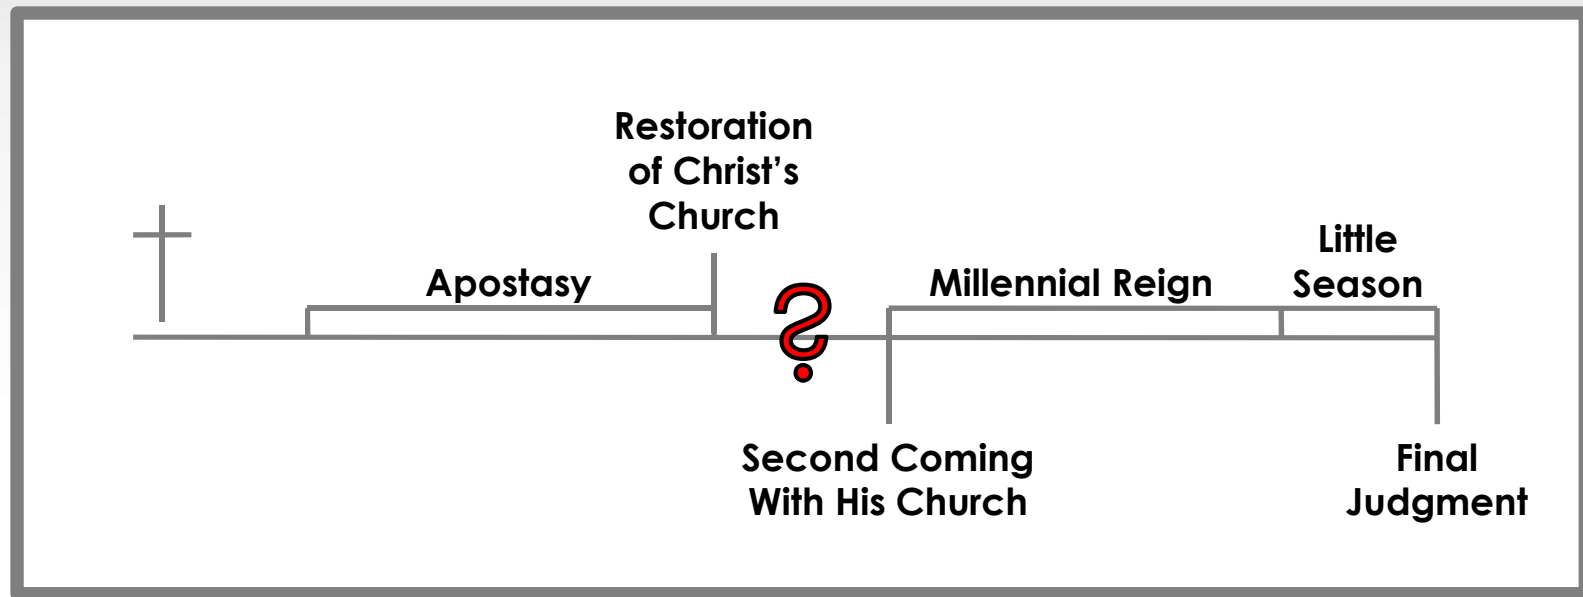 Restoration
of Christ’s
Church
Apostasy
?
Millennial Reign
Little
Season
Second Coming
With His Church
Final
Judgment